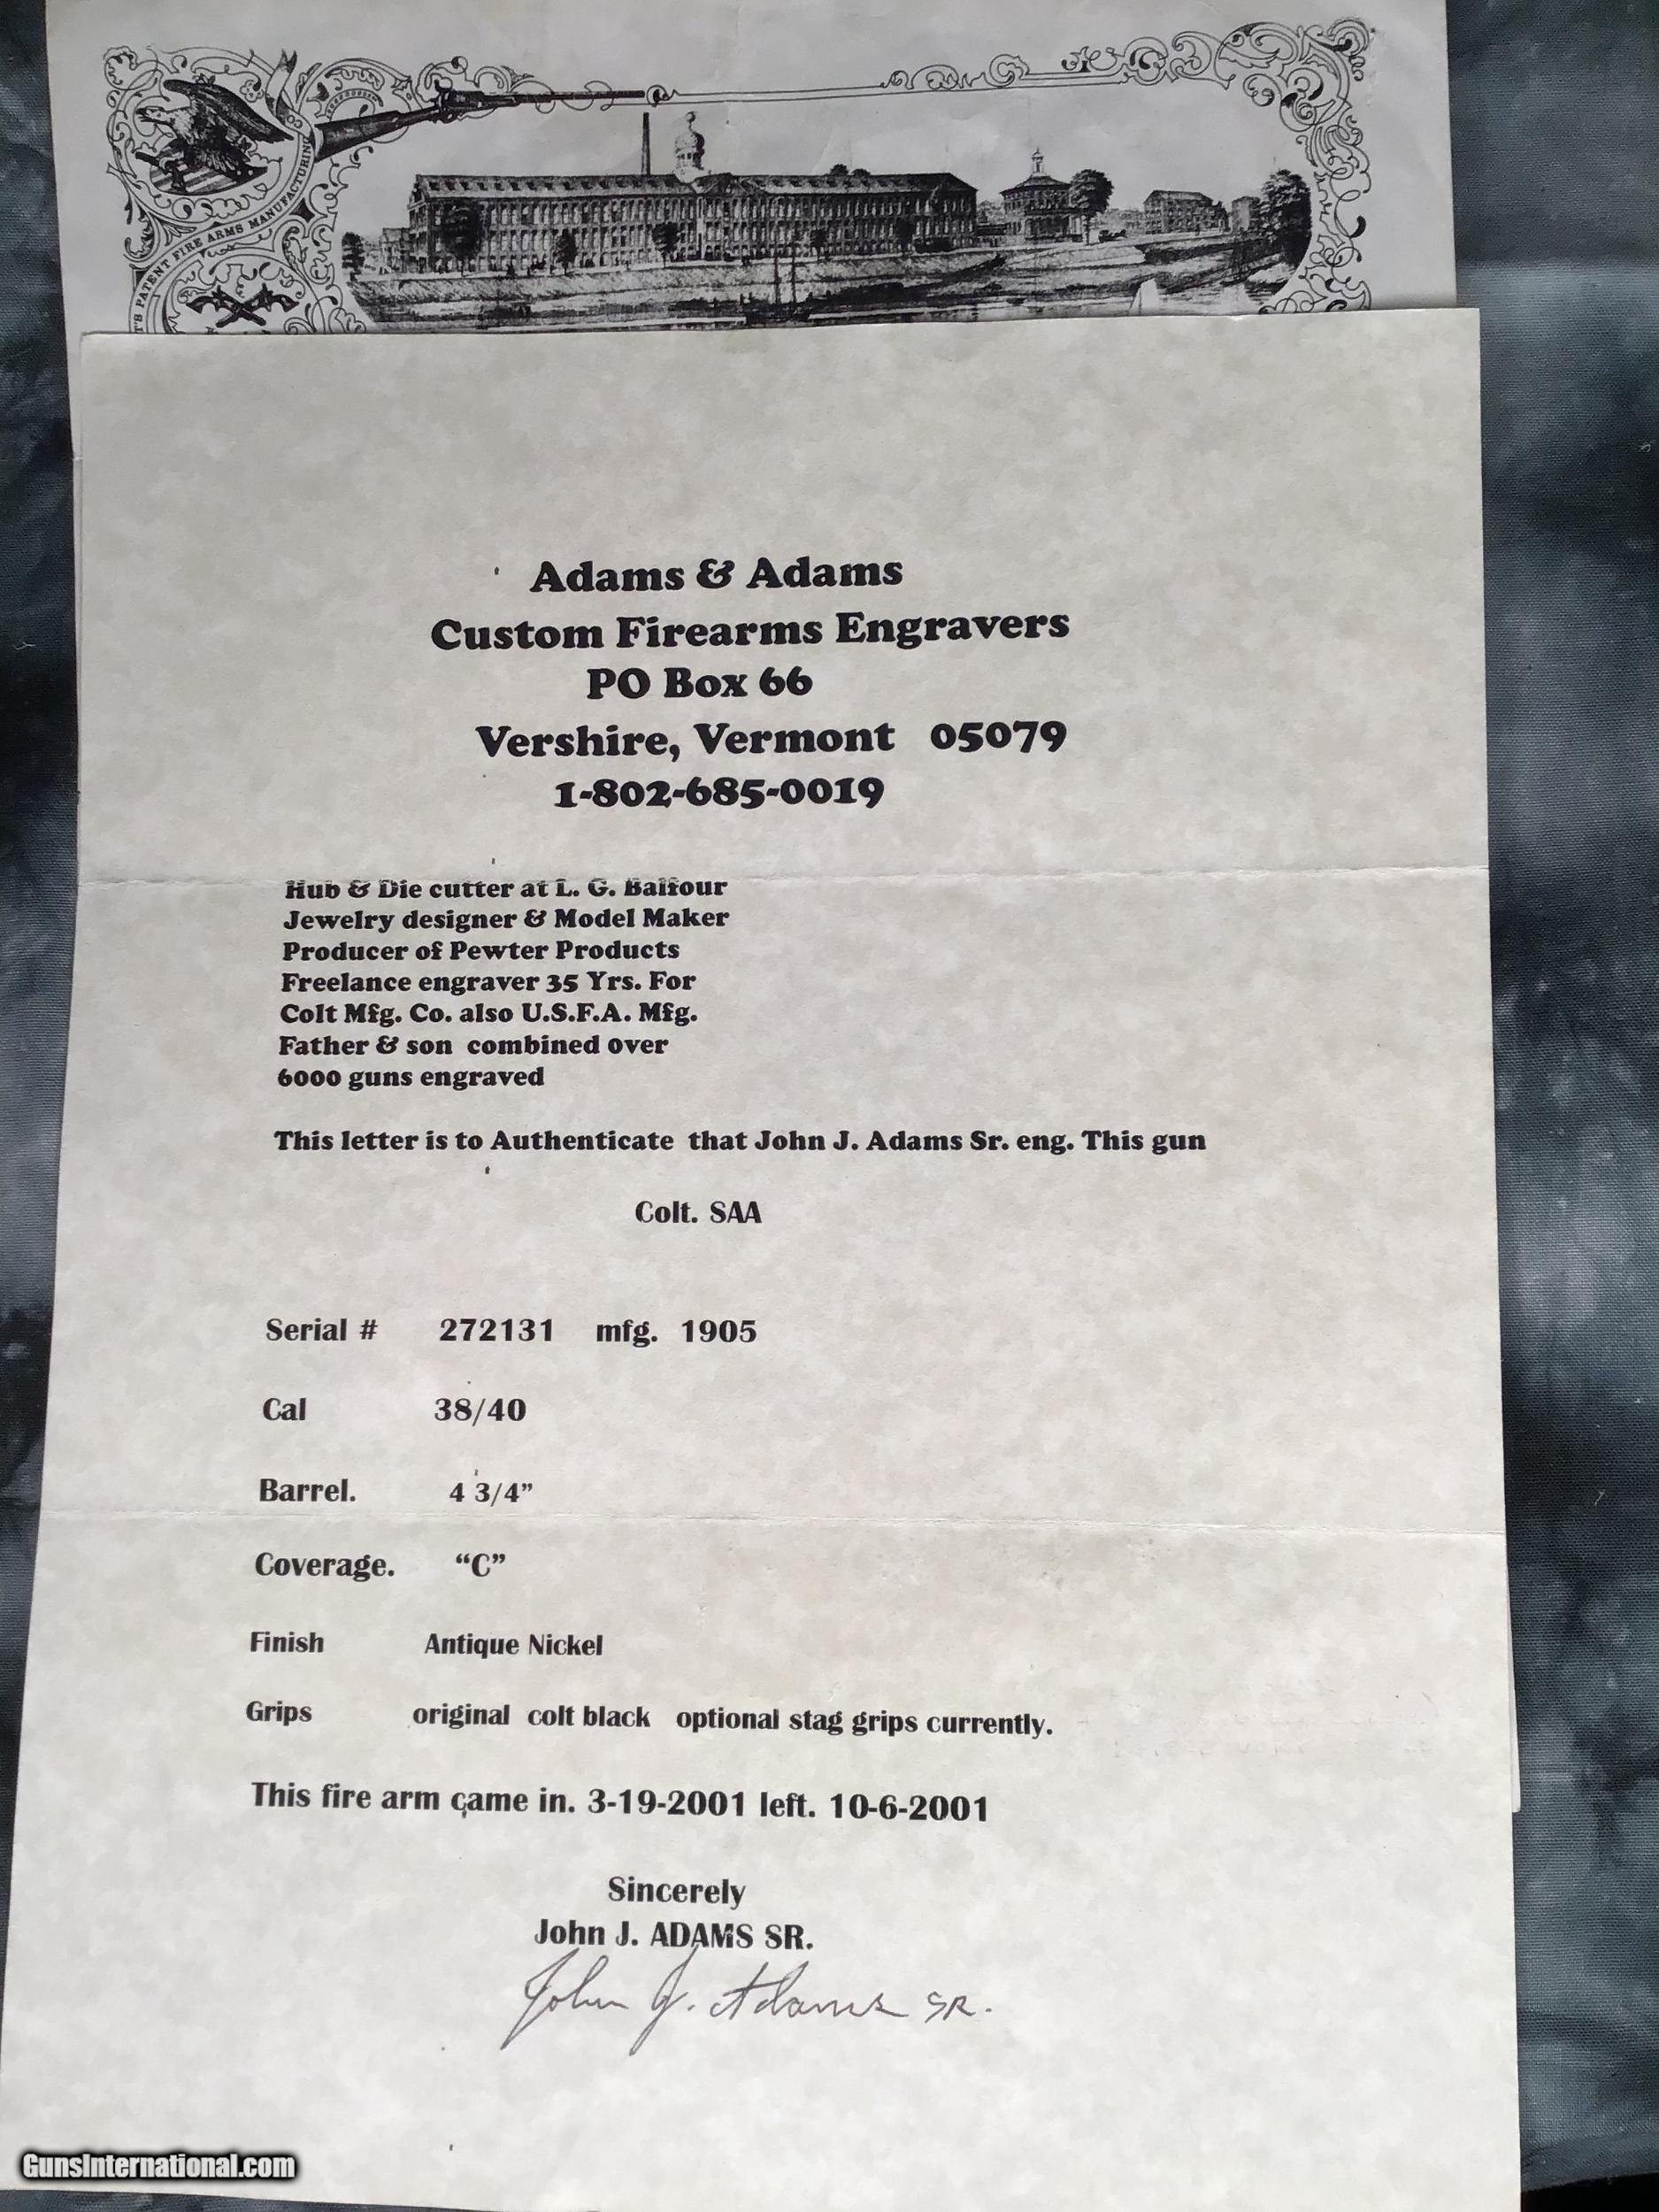 'S PATENT FIRE ARMS MANUFACTURING
Adams & Adams
Custom Firearms Engravers
PO Box 66
Vershire, Vermont 05079
1-802-685-0019
Hub & Die cutter at L. G. Balfour
Jewelry designer & Model Maker
Producer of Pewter Products
Freelance engraver 35 Yrs. For
Colt Mfg. Co. also U.S.F.A. Mfg.
Father & son combined over
6000 guns engraved
This letter is to Authenticate that John J. Adams Sr. eng. This gun
Colt. SAA
Serial # 272131 mfg. 1905
Cal 38/40
Barrel. 4 3/4”
Coverage. “C”
Finish Antique Nickel
Grips original colt black optional stag grips currently.
This fire arm came in. 3-19-2001 left. 10-6-2001
Sincerely
John J. ADAMS SR.
John J. Adams SR.
GunsInternational.com